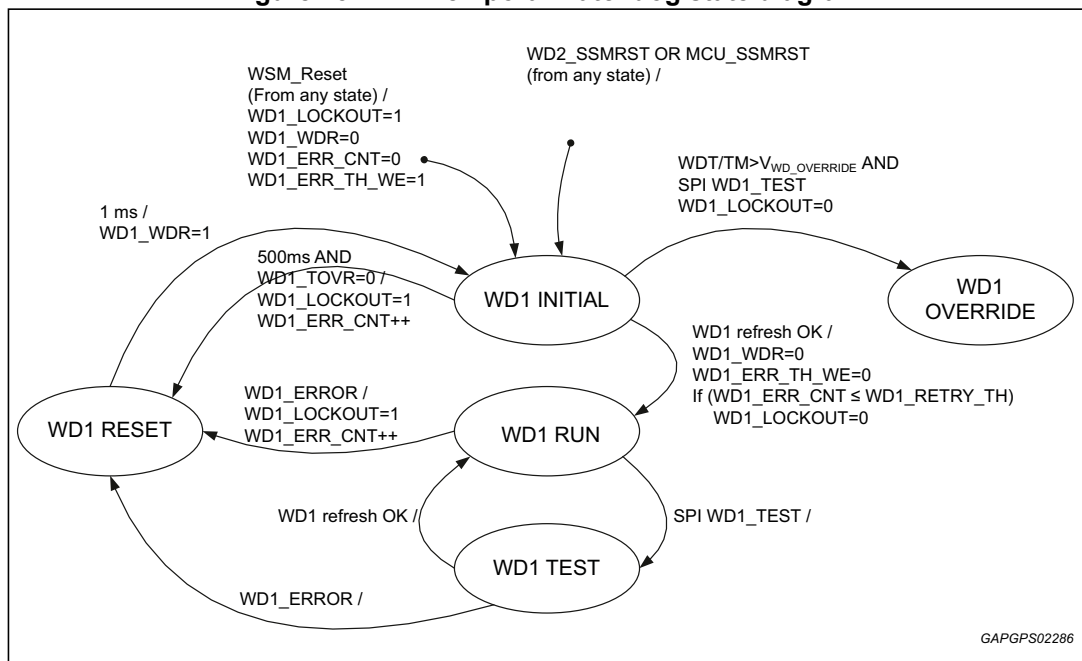 WD2_SSMRST OR MCU_SSMRST
(from any state) /
WSM_Reset
(From any state) /
WD1_LOCKOUT=1
WD1_WDR=0
WD1_ERR_CNT=0
WD1_ERR_TH_WE=1
WDT/TM>VWD_OVERRIDE AND
SPI WD1_TEST
WD1_LOCKOUT=0
1 ms /
WD1_WDR=1
500ms AND
WD1_TOVR=0 /
WD1_LOCKOUT=1
WD1_ERR_CNT++
WD1 INITIAL
WD1
OVERRIDE
WD1 refresh OK /
WD1_WDR=0
WD1_ERR_TH_WE=0
If (WD1_ERR_CNT ≤ WD1_RETRY_TH)
WD1_LOCKOUT=0
WD1_ERROR /
WD1_LOCKOUT=1
WD1_ERR_CNT++
WD1 RESET
WD1 RUN
WD1 refresh OK /
SPI WD1_TEST /
WD1 TEST
WD1_ERROR /
GAPGPS02286